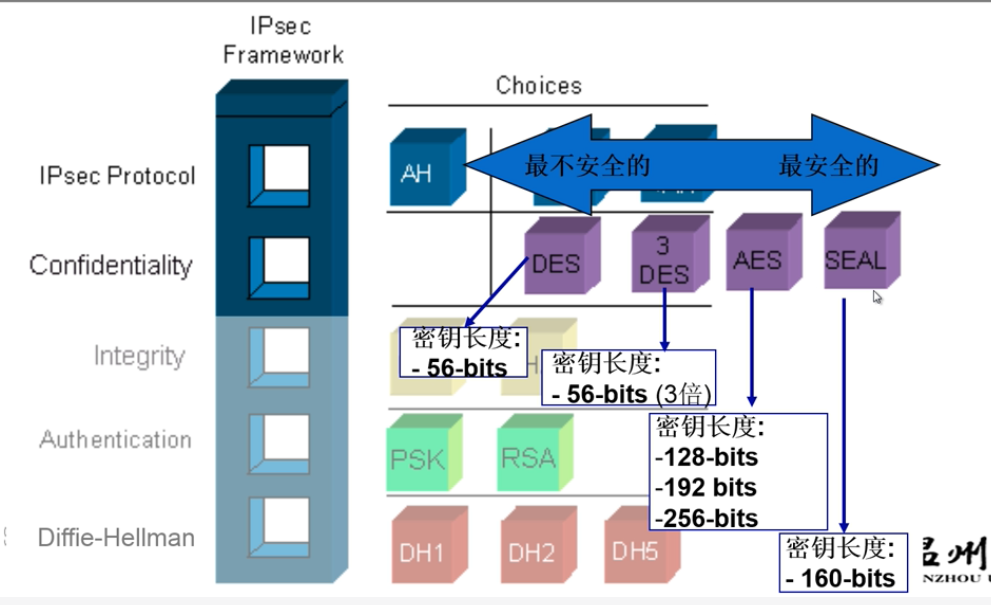 IPsec
Framework
Choices
IPsec Protocol
AH
最不安全的
最安全的
Confidentiality
DES
3
DES
AES
SEAL
密钥长度:
- 56-bits
密钥长度:
- 56-bits (3倍)
密钥长度:
-128-bits
-192 bits
-256-bits
密钥长度:
- 160-bits
Integrity
Authentication
PSK
RSA
Diffie-Hellman
DH1
DH2
DH5
NZHOU